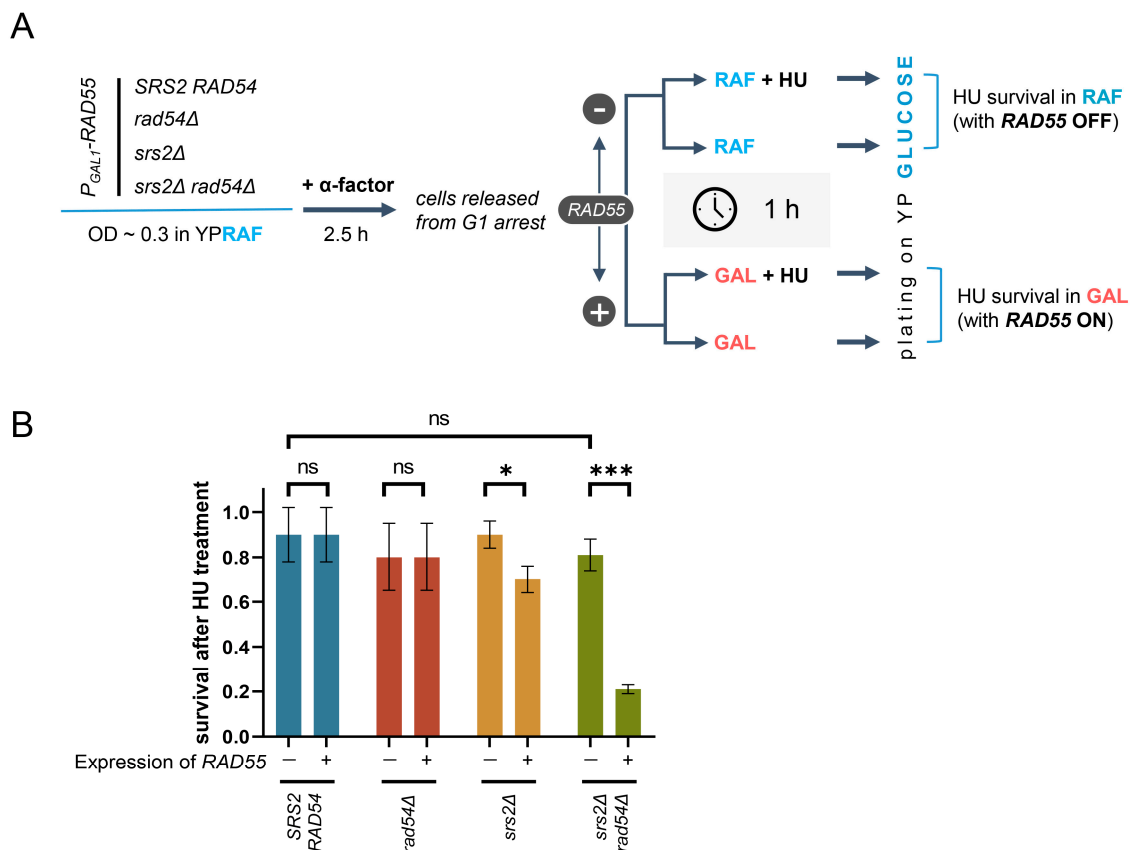 A
P_GAL1-RAD55
SRS2 RAD54
rad54Δ
srs2Δ
srs2Δ rad54Δ
OD ~ 0.3 in YPRAF
+ α-factor
2.5 h
cells released
from G1 arrest
-
RAD55
+
RAF + HU
RAF
1 h
GAL + HU
GAL
plating on YP GLUCOSE
HU survival in RAF
(with RAD55 OFF)
HU survival in GAL
(with RAD55 ON)
B
ns
ns
ns
*
***
survival after HU treatment
1.0
0.8
0.6
0.4
0.2
0.0
Expression of RAD55
– + – + – + – +
SRS2
RAD54
rad54Δ
srs2Δ
srs2Δ
rad54Δ